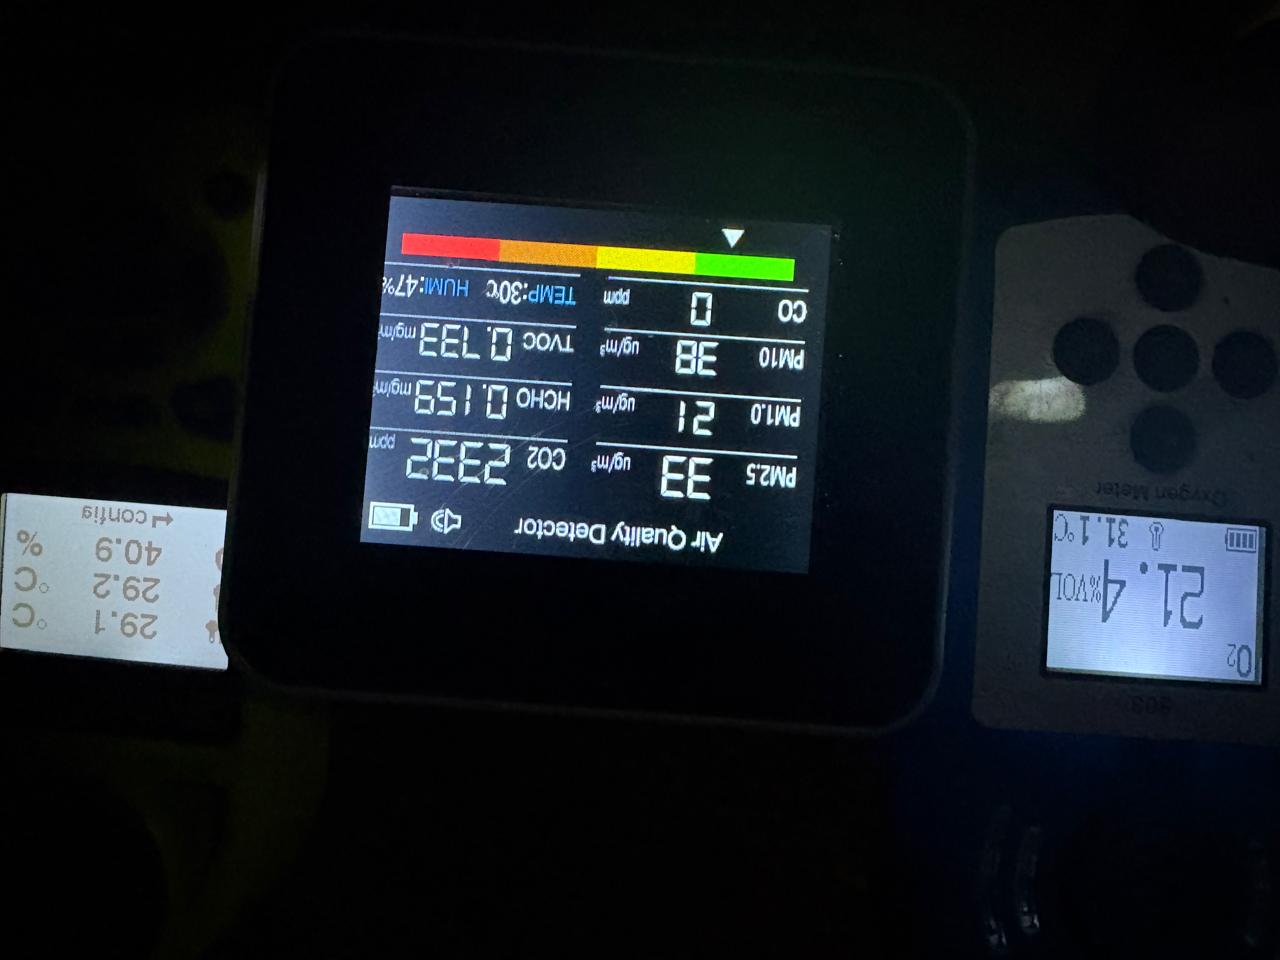 O₂
21.4 %VOL
31.1 °C
Oxygen Meter
Air Quality Detector
PM2.5 33 ug/m³ CO2 2332 ppm
PM1.0 21 ug/m³ HCHO 0.159 mg/m³
PM10 38 ug/m³ TVOC 0.733 mg/m³
CO 0 ppm TEMP:30℃ HUMI:47%
29.1 °C
29.2 °C
40.9 %
↵ config